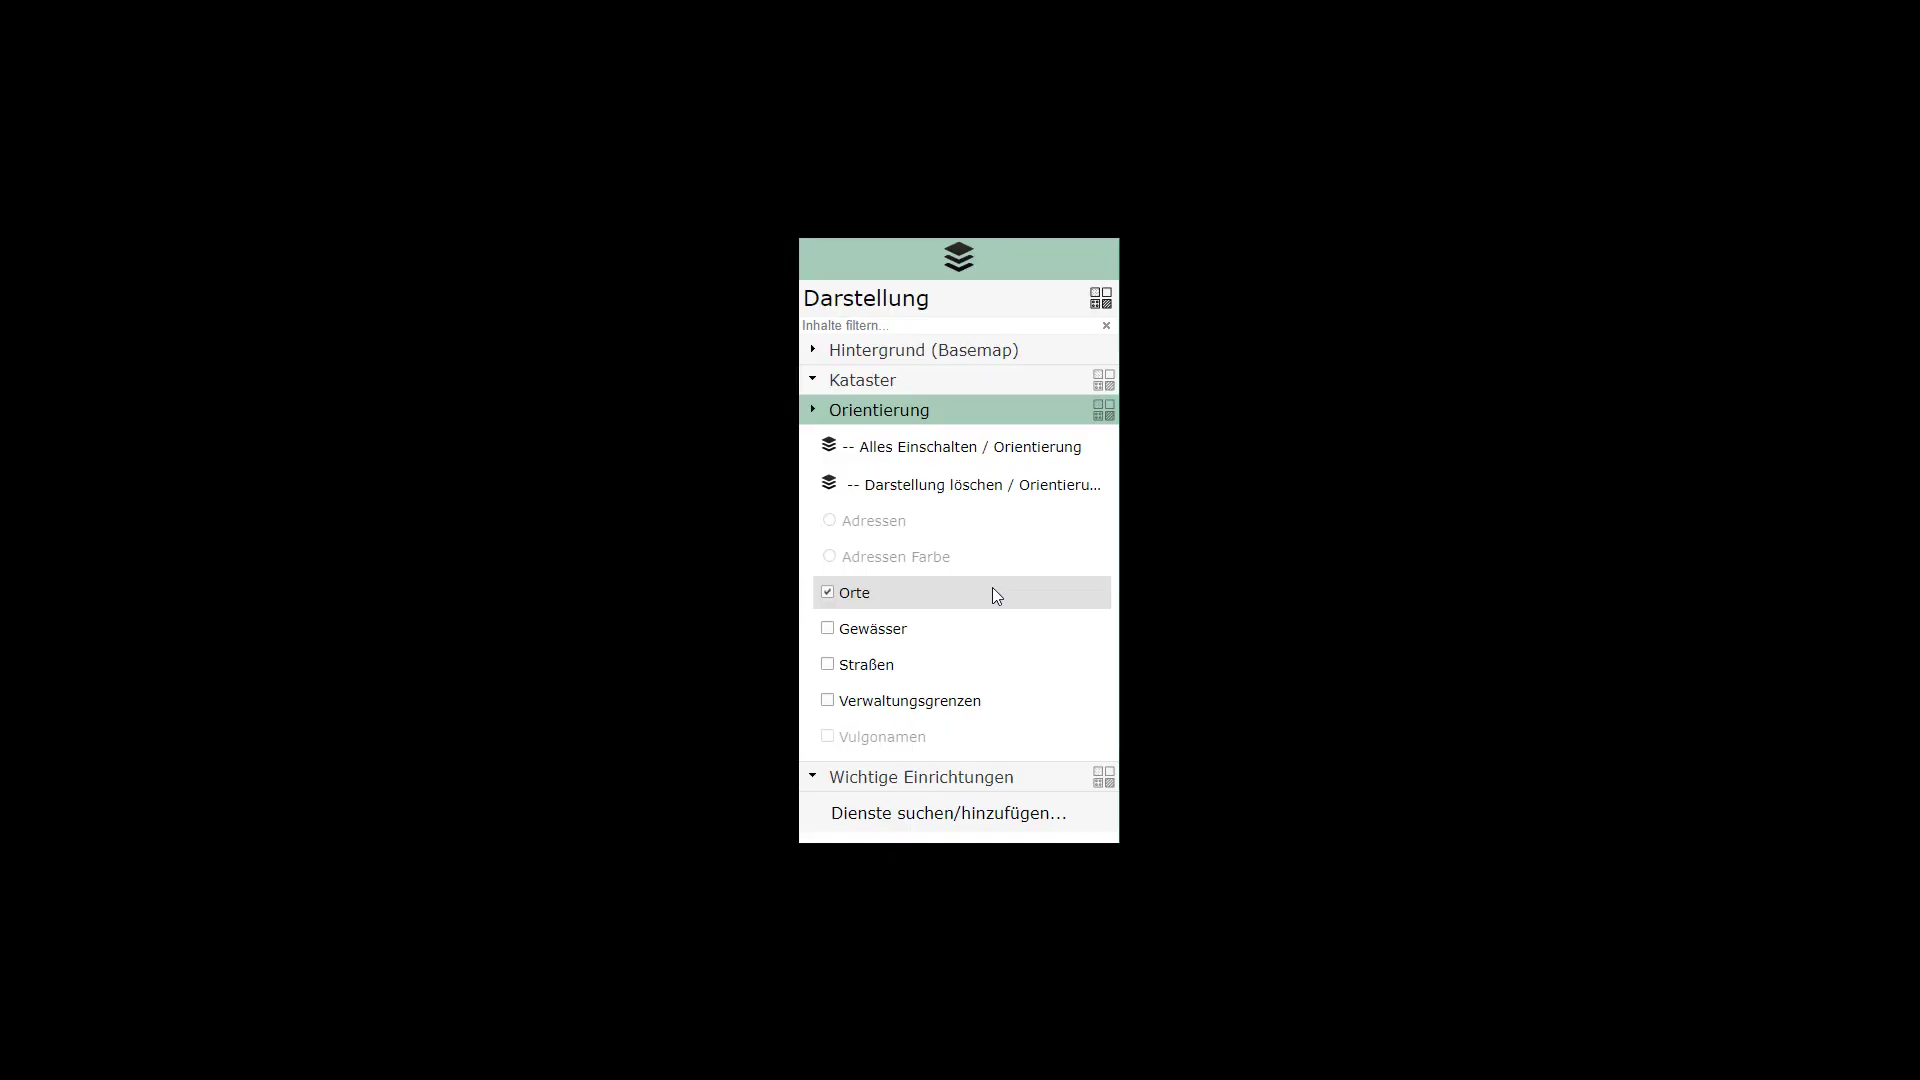 Darstellung
Inhalte filtern...
Hintergrund (Basemap)
Kataster
Orientierung
-- Alles Einschalten / Orientierung
-- Darstellung löschen / Orientieru...
Adressen
Adressen Farbe
Orte
Gewässer
Straßen
Verwaltungsgrenzen
Vulgonamen
Wichtige Einrichtungen
Dienste suchen/hinzufügen...